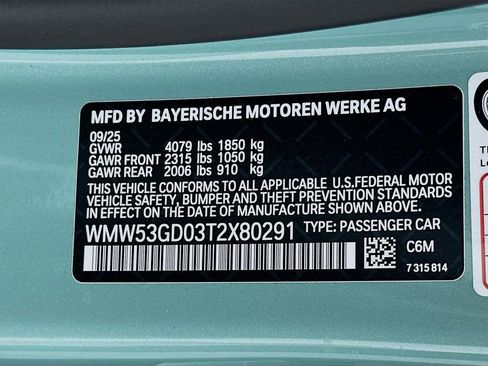 MFD BY BAYERISCHE MOTOREN WERKE AG
09/25
GVWR 4079 lbs 1850 kg
GAWR FRONT 2315 lbs 1050 kg
GAWR REAR 2006 lbs 910 kg
THIS VEHICLE CONFORMS TO ALL APPLICABLE U.S.FEDERAL MOTOR
VEHICLE SAFETY, BUMPER AND THEFT PREVENTION STANDARDS
IN EFFECT ON THE DATE OF MANUFACTURE SHOWN ABOVE.
WMW53GD03T2X80291 TYPE: PASSENGER CAR
C6M
7 315 814